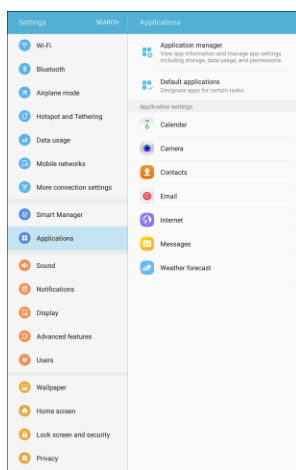 Settings
SEARCH
Wi-Fi
Bluetooth
Airplane mode
Hotspot and Tethering
Data usage
Mobile networks
More connection settings
Smart Manager
Applications
Sound
Notifications
Display
Advanced features
Users
Wallpaper
Home screen
Lock screen and security
Privacy
Applications
Application manager
View app information and manage app settings
including storage, data usage, and permissions.
Default applications
Designate apps for certain tasks.
Application settings
6
Calendar
Camera
Contacts
Email
Internet
Messages
Weather forecast